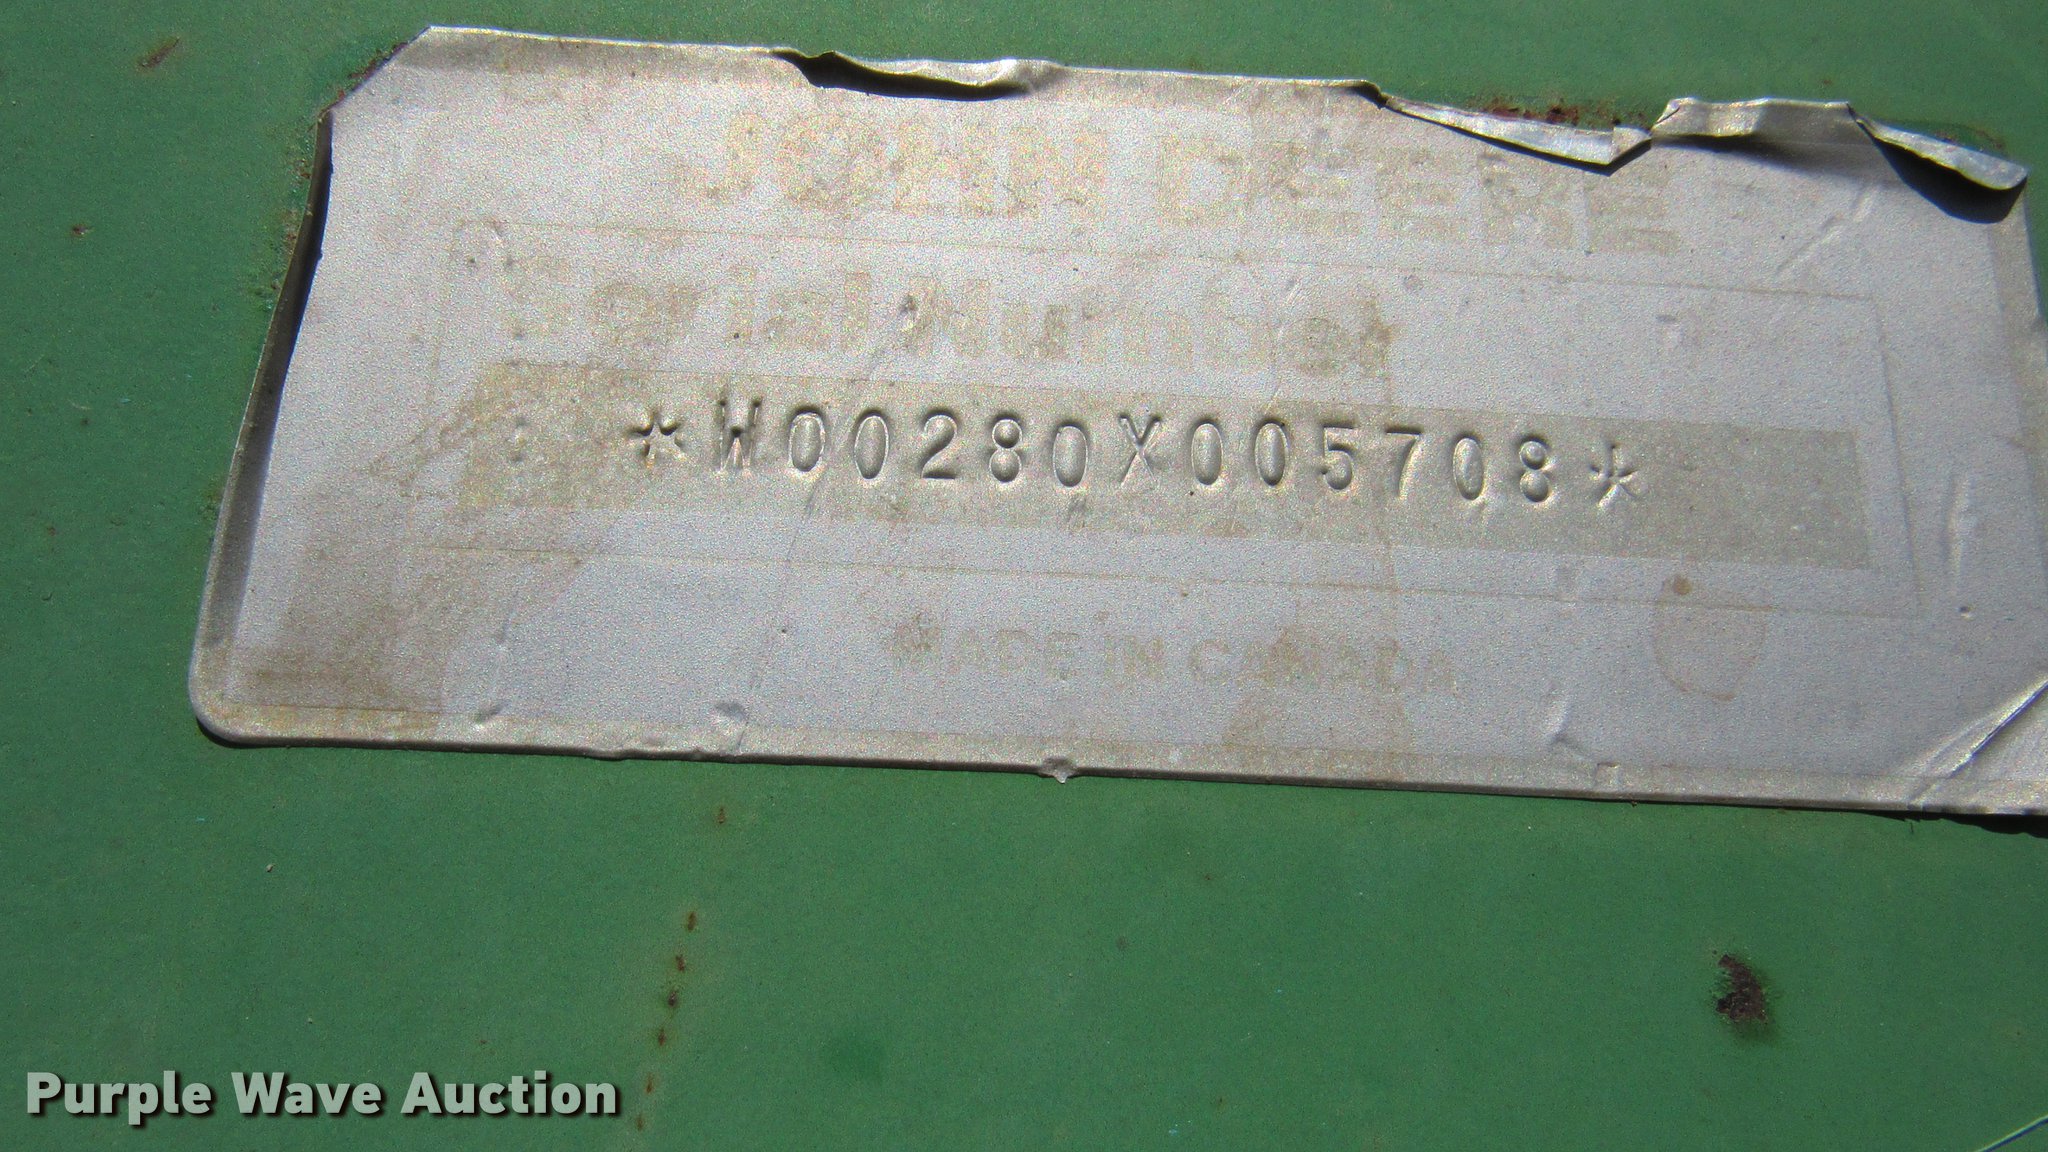 JOHN DEERE
Serial Number
*W00280X005708*
MADE IN CANADA
Purple Wave Auction